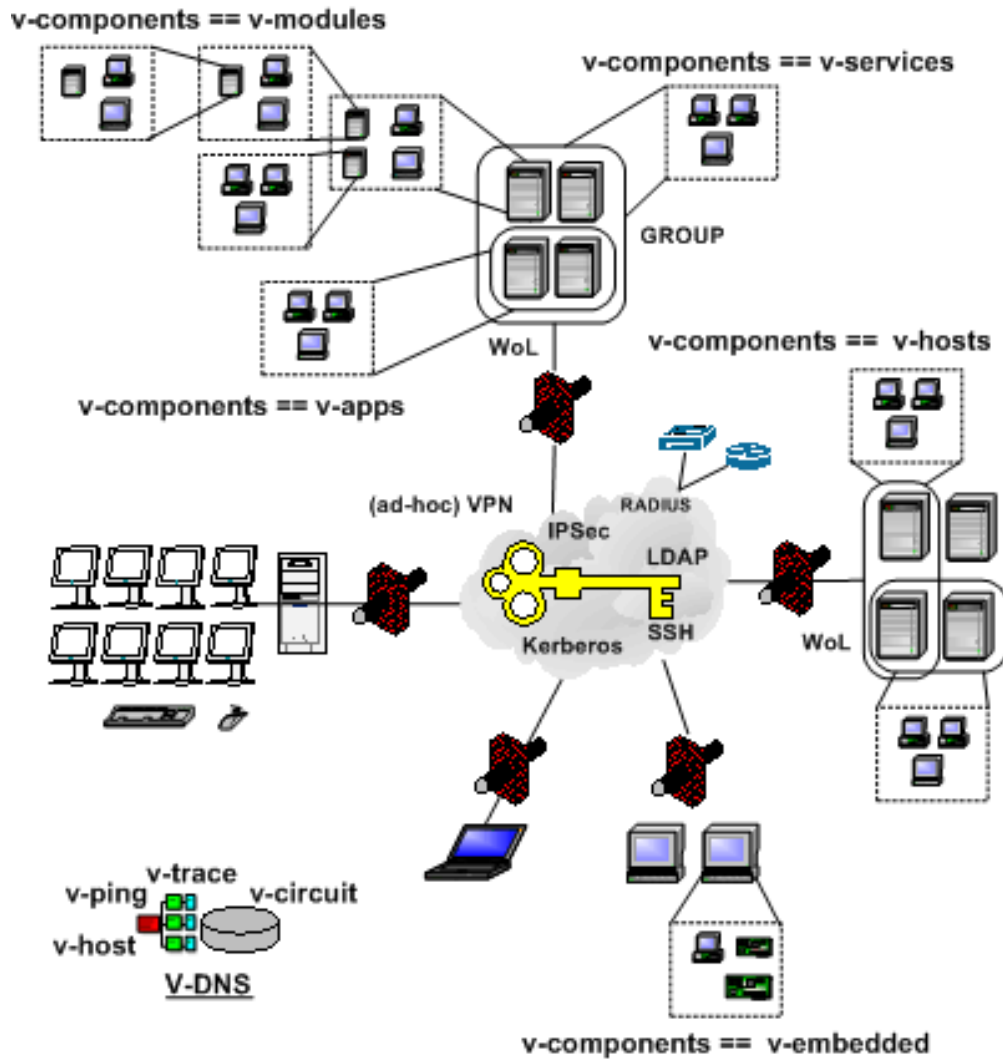 v-components == v-modules
v-components == v-services
GROUP
WoL
v-components == v-hosts
v-components == v-apps
(ad-hoc) VPN
RADIUS
IPSec
LDAP
SSH
Kerberos
WoL
v-trace
v-ping
v-circuit
v-host
V-DNS
v-components == v-embedded